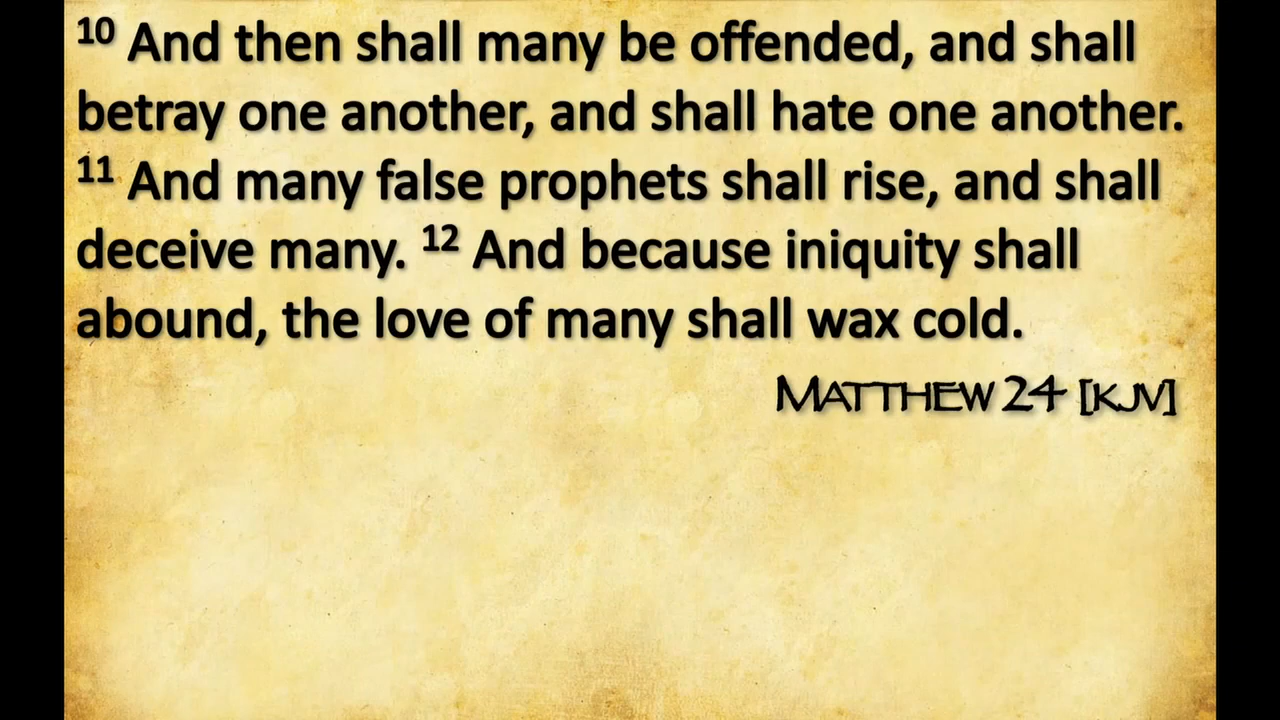 10 And then shall many be offended, and shall
betray one another, and shall hate one another.
11 And many false prophets shall rise, and shall
deceive many. 12 And because iniquity shall
abound, the love of many shall wax cold.
MATTHEW 24 [KJV]